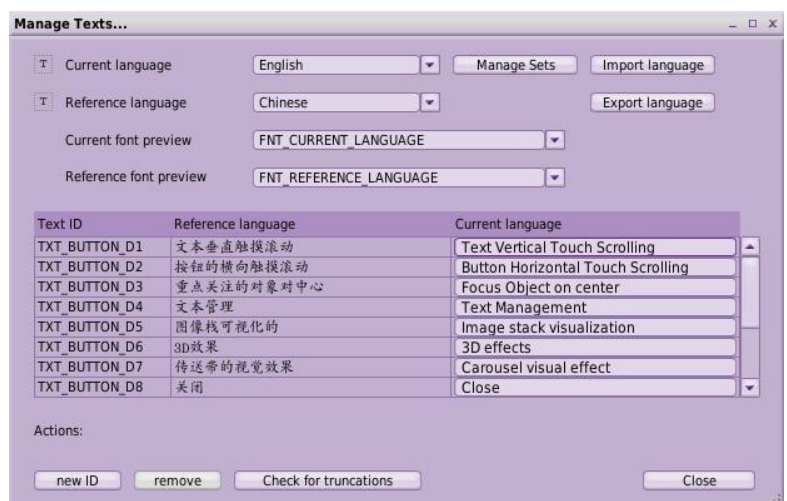 Manage Texts...
T Current language English Manage Sets Import language
T Reference language Chinese Export language
Current font preview FNT_CURRENT_LANGUAGE
Reference font preview FNT_REFERENCE_LANGUAGE
Text ID Reference language Current language
TXT_BUTTON_D1 文本垂直触摸滚动 Text Vertical Touch Scrolling
TXT_BUTTON_D2 按钮的横向触摸滚动 Button Horizontal Touch Scrolling
TXT_BUTTON_D3 重点关注的对象对中心 Focus Object on center
TXT_BUTTON_D4 文本管理 Text Management
TXT_BUTTON_D5 图像栈可视化的 Image stack visualization
TXT_BUTTON_D6 3D效果 3D effects
TXT_BUTTON_D7 传送带的视觉效果 Carousel visual effect
TXT_BUTTON_D8 关闭 Close
Actions:
new ID remove Check for truncations Close